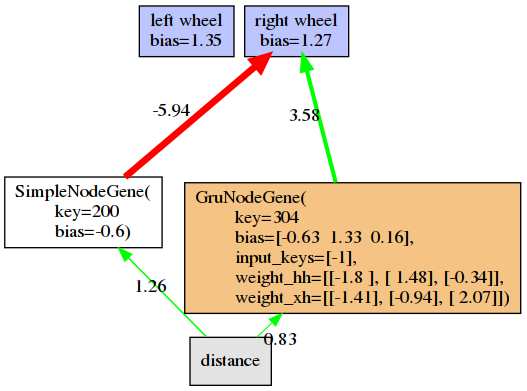 left wheel
bias=1.35
right wheel
bias=1.27
-5.94
3.58
SimpleNodeGene(
key=200
bias=-0.6)
GruNodeGene(
key=304
bias=[-0.63 1.33 0.16],
input_keys=[-1],
weight_hh=[[-1.8 ], [ 1.48], [-0.34]],
weight_xh=[[-1.41], [-0.94], [ 2.07]])
1.26
0.83
distance